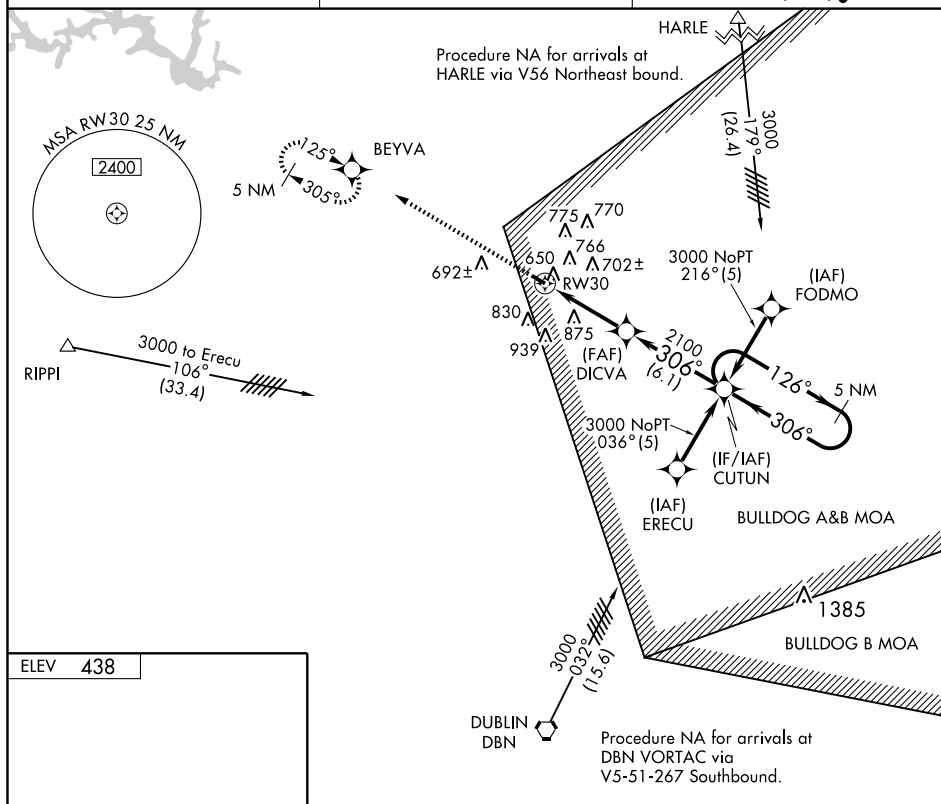 HARLE
Procedure NA for arrivals at
HARLE via V56 Northeast bound.
3000
179°
(26.4)
MSA RW30 25 NM
2400
125°
305°
5 NM
BEYVA
775
770
766
650
702±
692±
RW30
830
939
875
3000 NoPT
216° (5)
(IAF)
FODMO
(FAF)
DICVA
2100
306°
(6.1)
126°
5 NM
306°
RIPPI
3000 to Erecu
106°
(33.4)
3000 NoPT
036° (5)
(IF/IAF)
CUTUN
(IAF)
ERECU
BULLDOG A&B MOA
1385
BULLDOG B MOA
ELEV 438
3000
032°
(15.6)
DUBLIN
DBN
Procedure NA for arrivals at
DBN VORTAC via
V5-51-267 Southbound.